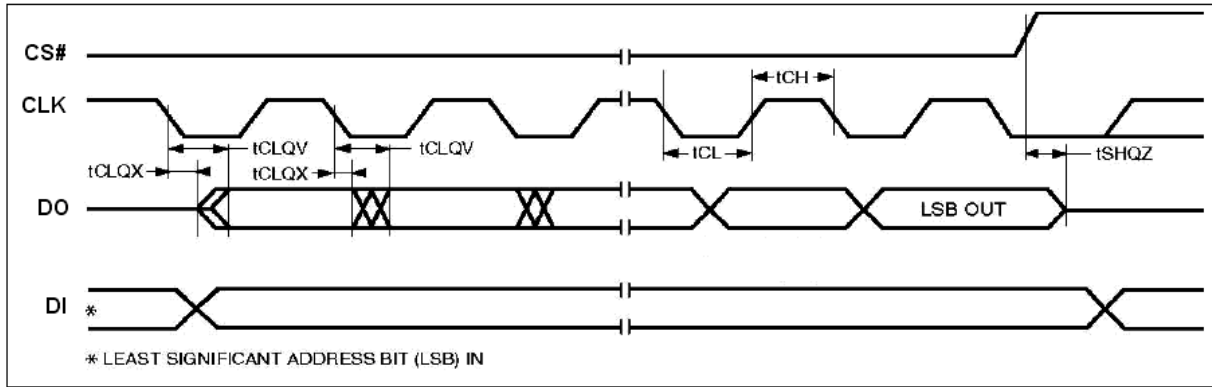 CS#
tCH
CLK
tCLQV
tCLQV
tCL
tSHQZ
tCLQX
tCLQX
DO
LSB OUT
DI
*
* LEAST SIGNIFICANT ADDRESS BIT (LSB) IN